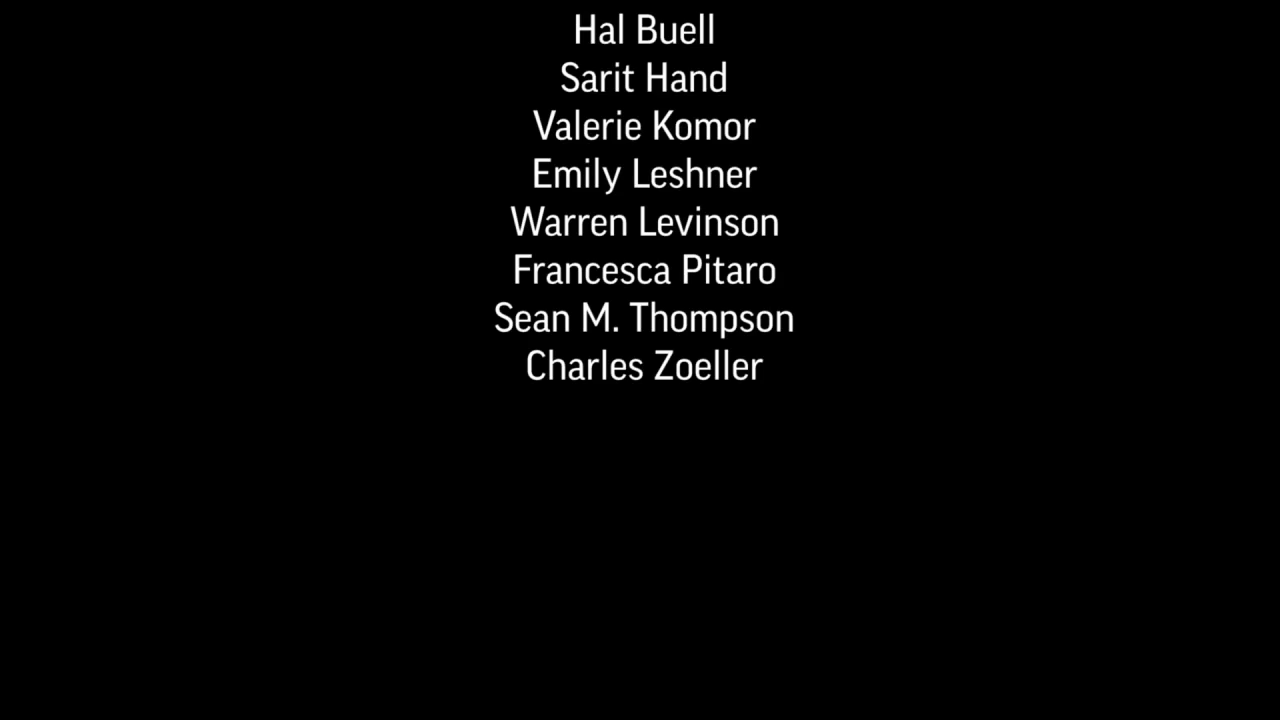 Hal Buell
Sarit Hand
Valerie Komor
Emily Leshner
Warren Levinson
Francesca Pitaro
Sean M. Thompson
Charles Zoeller